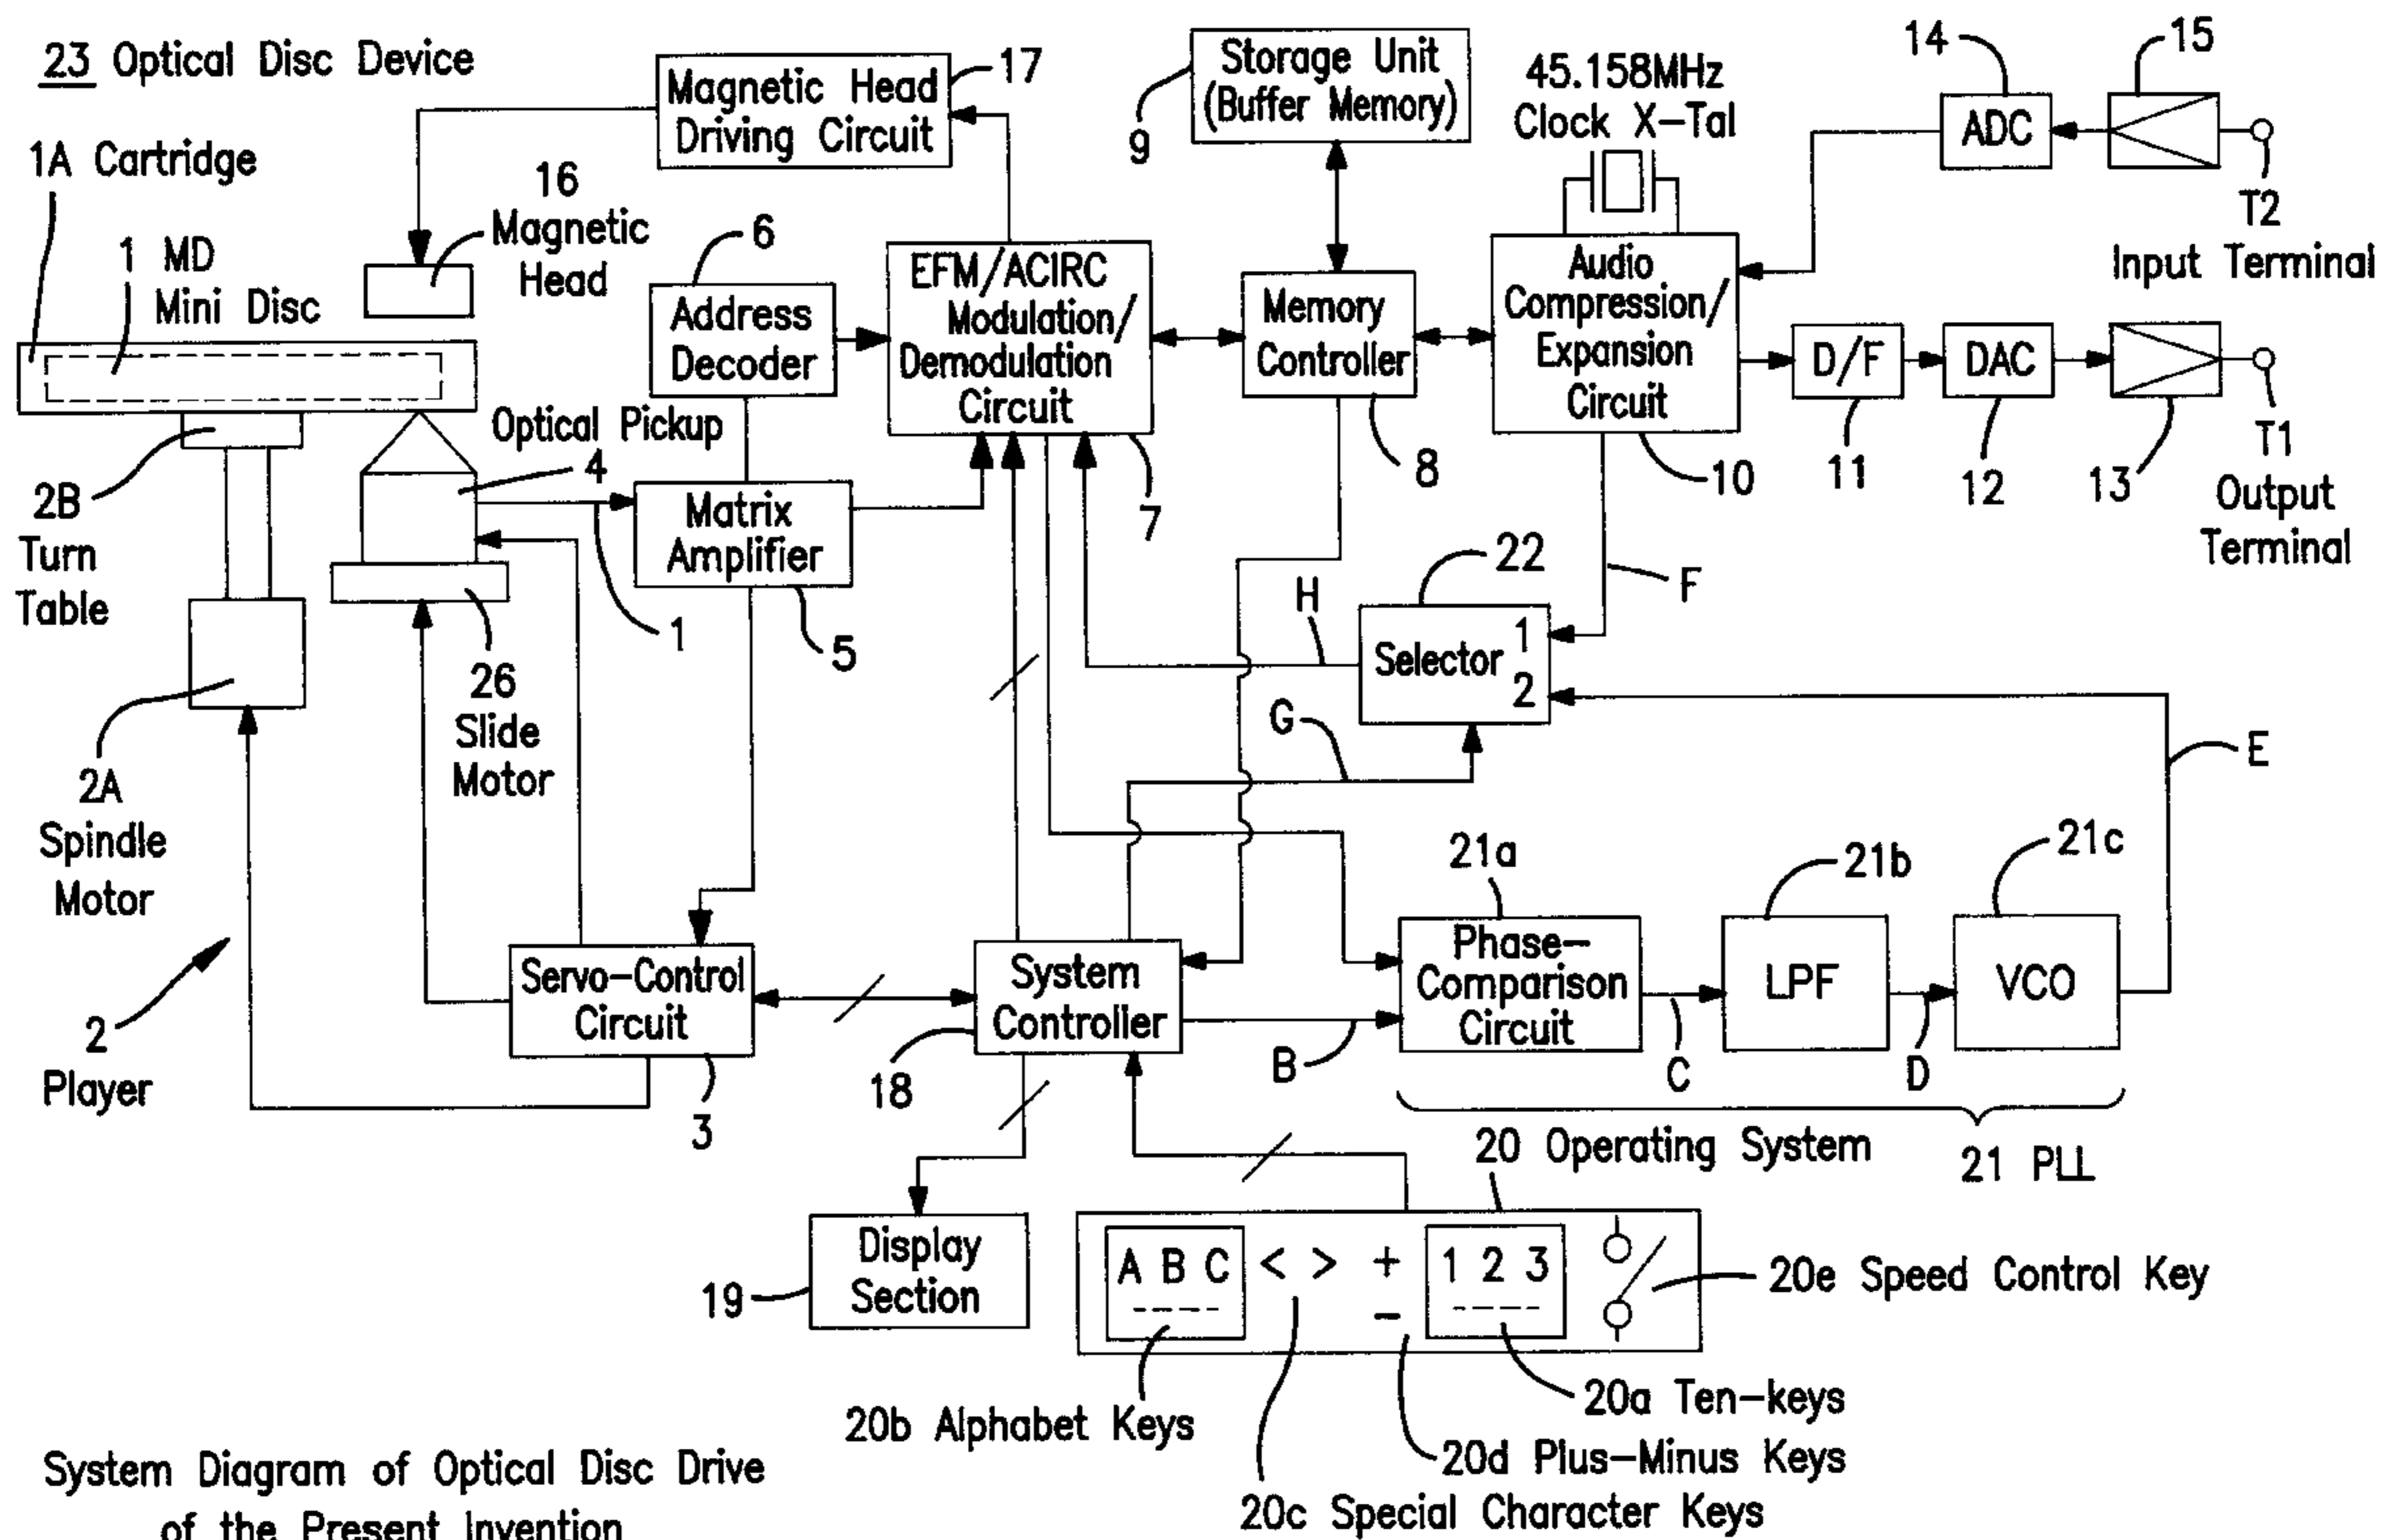 23 Optical Disc Device
1A Cartridge
1 MD
Mini Disc
16
Magnetic
Head
Magnetic Head
Driving Circuit
17
Storage Unit
(Buffer Memory)
9
45.158MHz
Clock X-Tal
14
ADC
15
T2
Input Terminal
6
Address
Decoder
EFM/ACIRC
Modulation/
Demodulation
Circuit
7
Memory
Controller
8
Audio
Compression/
Expansion
Circuit
10
D/F
11
DAC
12
13
T1
Output
Terminal
Optical Pickup
4
2B
Turn
Table
1
Matrix
Amplifier
5
26
Slide
Motor
2A
Spindle
Motor
2
Player
22
Selector
1
2
F
H
G
E
Servo-Control
Circuit
3
System
Controller
18
B
21a
Phase-
Comparison
Circuit
C
21b
LPF
D
21c
VCO
21 PLL
20 Operating System
Display
Section
19
A B C
< >
+
-
1 2 3
20e Speed Control Key
20a Ten-keys
20b Alphabet Keys
20d Plus-Minus Keys
20c Special Character Keys
System Diagram of Optical Disc Drive
of the Present Invention